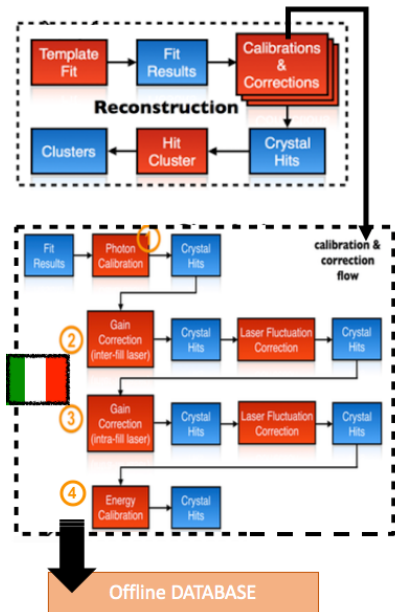 Template
Fit
Fit
Results
Calibrations
&
Corrections
Reconstruction
Clusters
Hit
Cluster
Crystal
Hits
calibration &
correction
flow
Fit
Results
1
Photon
Calibration
Crystal
Hits
2
Gain
Correction
(inter-fill laser)
Crystal
Hits
Laser Fluctuation
Correction
Crystal
Hits
3
Gain
Correction
(intra-fill laser)
Crystal
Hits
Laser Fluctuation
Correction
Crystal
Hits
4
Energy
Calibration
Crystal
Hits
Offline DATABASE